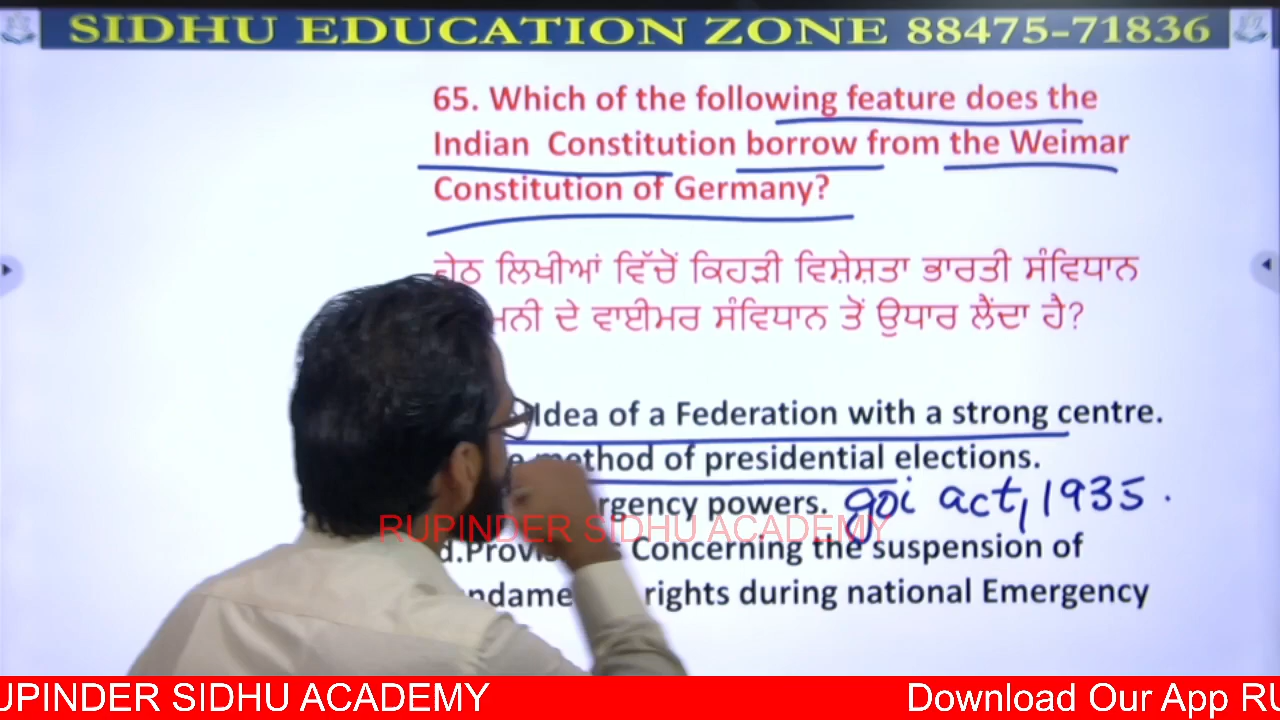 SIDHU EDUCATION ZONE 88475-71836
65. Which of the following feature does the
Indian Constitution borrow from the Weimar
Constitution of Germany?
ਹੇਠ ਲਿਖੀਆਂ ਵਿੱਚੋਂ ਕਿਹੜੀ ਵਿਸ਼ੇਸ਼ਤਾ ਭਾਰਤੀ ਸੰਵਿਧਾਨ
ਦੇ ਵਾਈਮਰ ਸੰਵਿਧਾਨ ਤੋਂ ਉਧਾਰ ਲੈਂਦਾ ਹੈ?
Idea of a Federation with a strong centre.
method of presidential elections.
powers. goi act, 1935.
RUPINDER SIDHU ACADEMY
d. Concerning the suspension of
rights during national Emergency
UPINDER SIDHU ACADEMY Download Our App RU